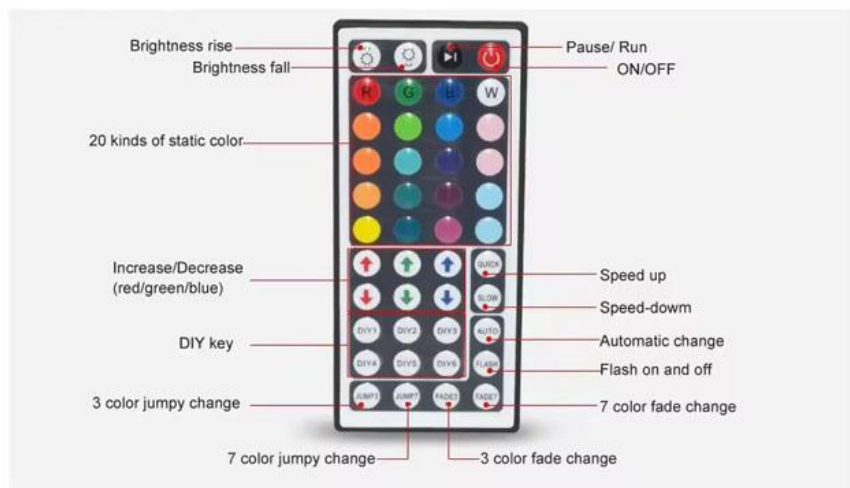 Brightness rise
Pause/ Run
Brightness fall
ON/OFF
R G B W
20 kinds of static color
Increase/Decrease
(red/green/blue)
QUICK
Speed up
SLOW
Speed-dowm
DIY1 DIY2 DIY3 AUTO
Automatic change
DIY key
DIY4 DIY5 DIY6 FLASH
Flash on and off
JUMP3 JUMP7 FADE3 FADE7
3 color jumpy change
7 color fade change
7 color jumpy change
3 color fade change